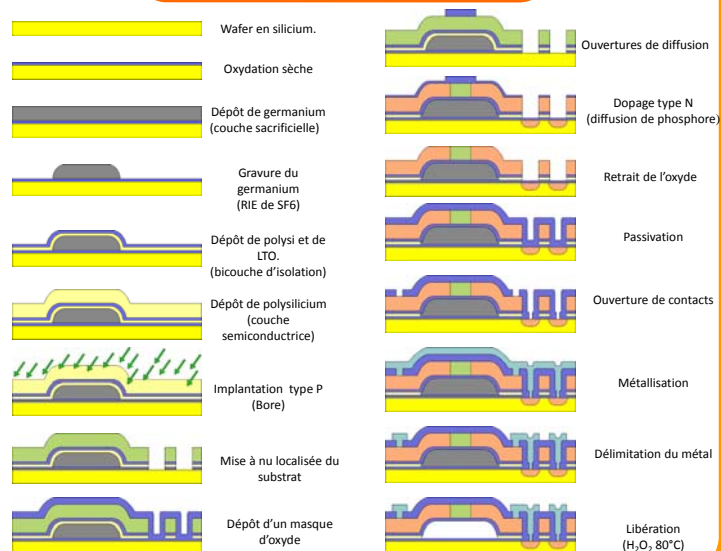 Wafer en silicium.
Oxydation sèche
Dépôt de germanium
(couche sacrificielle)
Gravure du
germanium
(RIE de SF6)
Dépôt de polysi et de
LTO.
(bicouche d'isolation)
Dépôt de polysilicium
(couche
semiconductrice)
Implantation type P
(Bore)
Mise à nu localisée du
substrat
Dépôt d'un masque
d'oxyde
Ouvertures de diffusion
Dopage type N
(diffusion de phosphore)
Retrait de l'oxyde
Passivation
Ouverture de contacts
Métallisation
Délimitation du métal
Libération
(H₂O₂ 80°C)